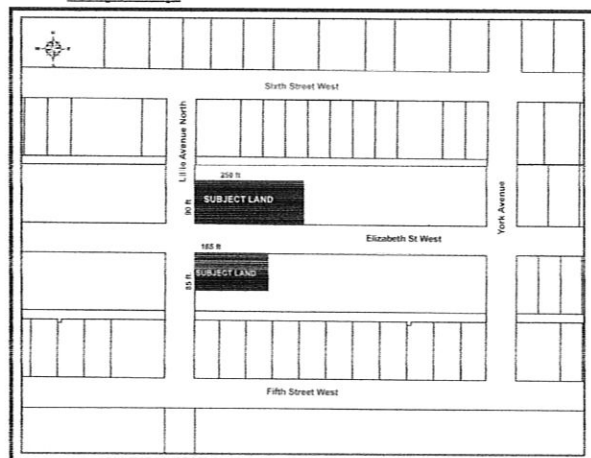 Sixth Street West
Lillie Avenue North
250 ft
90 ft
SUBJECT LAND
York Avenue
Elizabeth St West
165 ft
85 ft
SUBJECT LAND
Fifth Street West